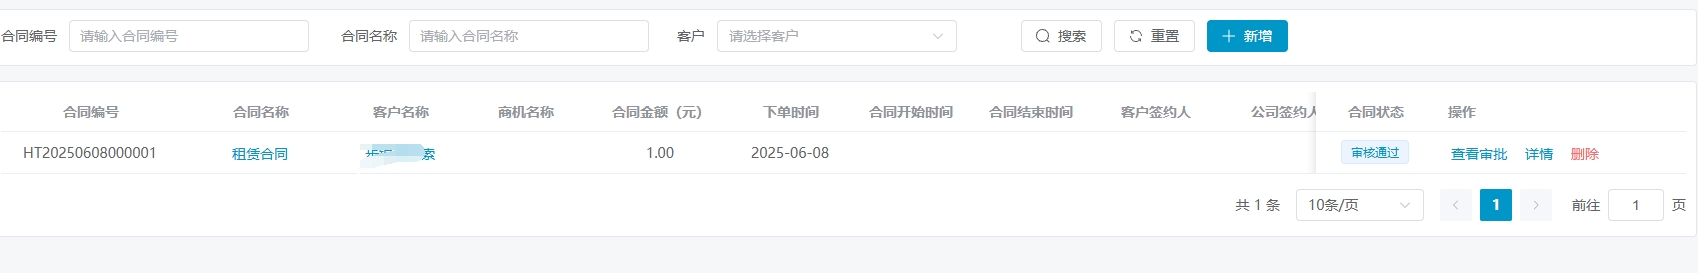 合同编号 请输入合同编号 合同名称 请输入合同名称 客户 请选择客户 搜索 重置 新增
合同编号 合同名称 客户名称 商机名称 合同金额（元） 下单时间 合同开始时间 合同结束时间 客户签约人 公司签约人 合同状态 操作
HT20250608000001 租赁合同 索 1.00 2025-06-08 审核通过 查看审批 详情 删除
共 1 条 10条/页 1 前往 1 页